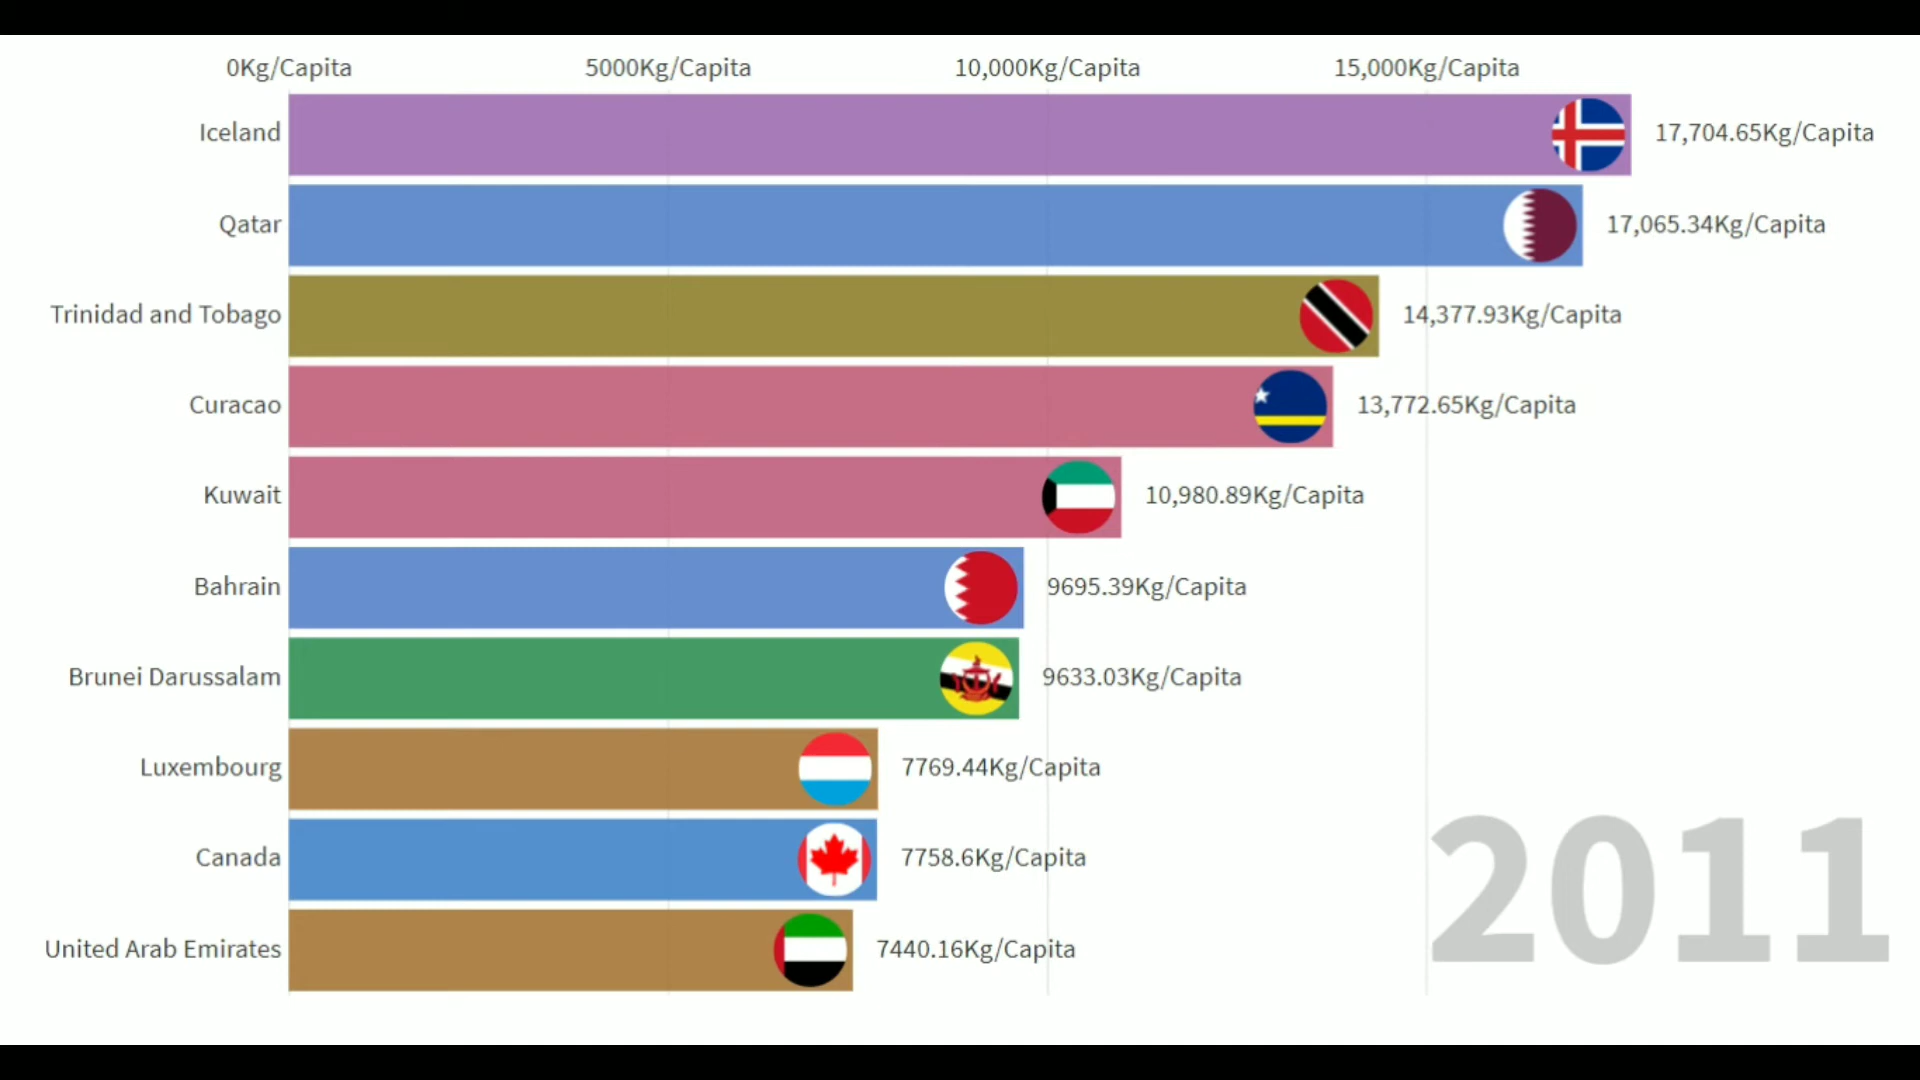 0Kg/Capita 5000Kg/Capita 10,000Kg/Capita 15,000Kg/Capita
Iceland 17,704.65Kg/Capita
Qatar 17,065.34Kg/Capita
Trinidad and Tobago 14,377.93Kg/Capita
Curacao 13,772.65Kg/Capita
Kuwait 10,980.89Kg/Capita
Bahrain 9695.39Kg/Capita
Brunei Darussalam 9633.03Kg/Capita
Luxembourg 7769.44Kg/Capita
Canada 7758.6Kg/Capita
United Arab Emirates 7440.16Kg/Capita
2011